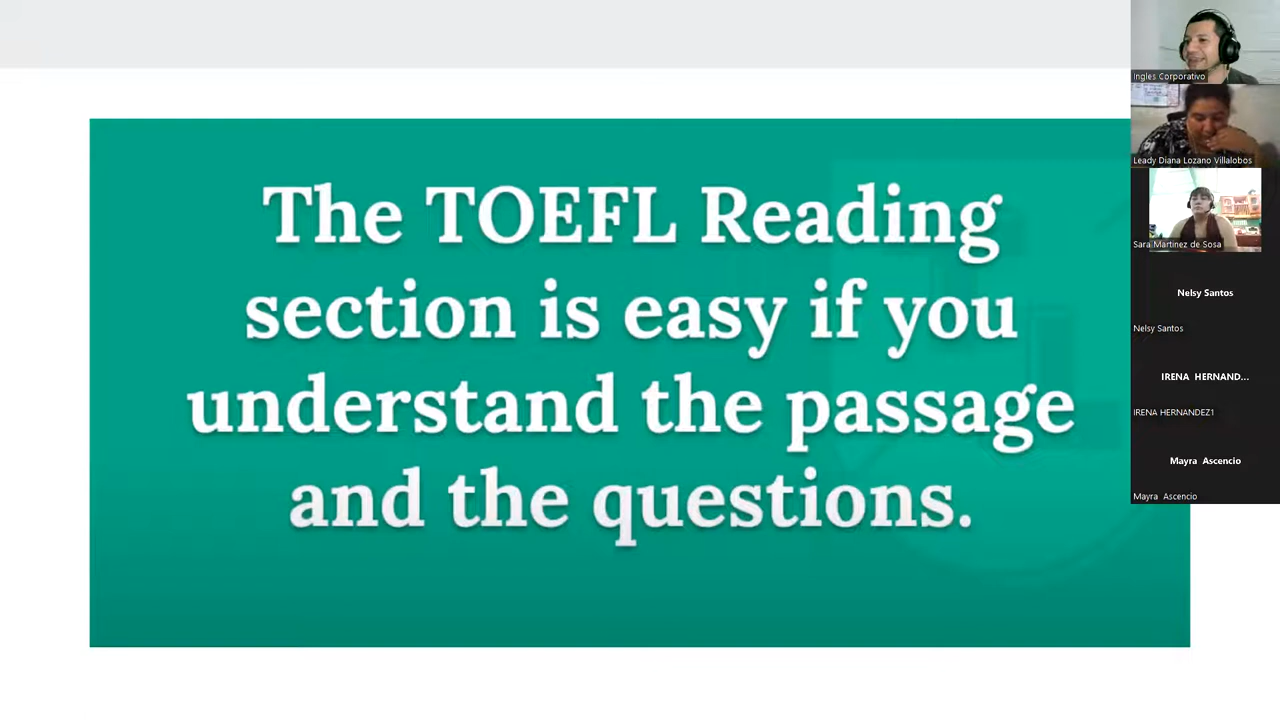 The TOEFL Reading
section is easy if you
understand the passage
and the questions.
Ingles Corporativo
Leady Diana Lozano Villalobos
Sara Martinez de Sosa
Nelsy Santos
Nelsy Santos
IRENA HERNAND...
IRENA HERNANDEZ1
Mayra Ascencio
Mayra Ascencio